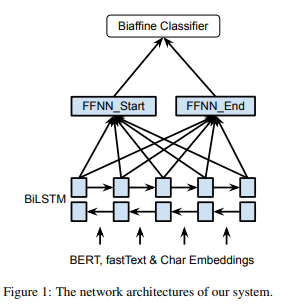 Biaffine Classifier
FFNN_Start
FFNN_End
BiLSTM
BERT, fastText & Char Embeddings
Figure 1: The network architectures of our system.